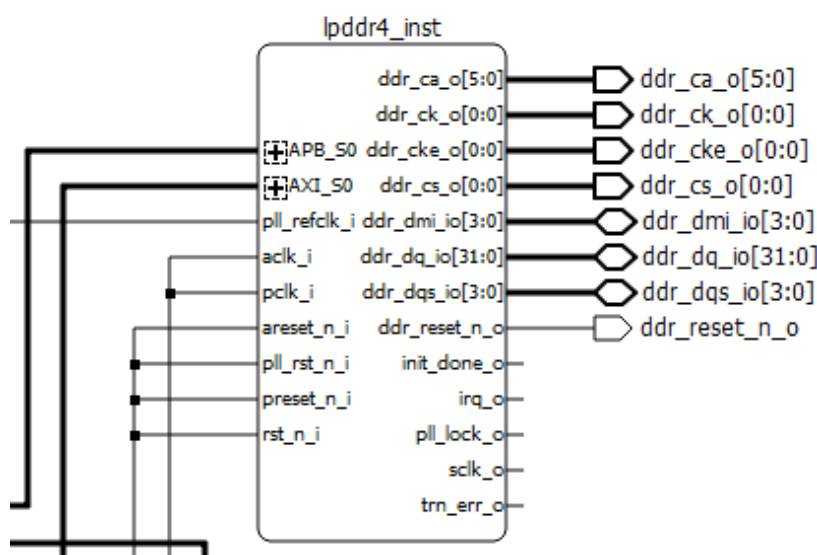 lpddr4_inst
ddr_ca_o[5:0] ddr_ca_o[5:0]
ddr_ck_o[0:0] ddr_ck_o[0:0]
APB_S0 ddr_cke_o[0:0] ddr_cke_o[0:0]
AXI_S0 ddr_cs_o[0:0] ddr_cs_o[0:0]
pll_refclk_i ddr_dmi_io[3:0] ddr_dmi_io[3:0]
aclk_i ddr_dq_io[31:0] ddr_dq_io[31:0]
pclk_i ddr_dqs_io[3:0] ddr_dqs_io[3:0]
areset_n_i ddr_reset_n_o ddr_reset_n_o
pll_rst_n_i init_done_o
preset_n_i irq_o
rst_n_i pll_lock_o
sclk_o
trn_err_o